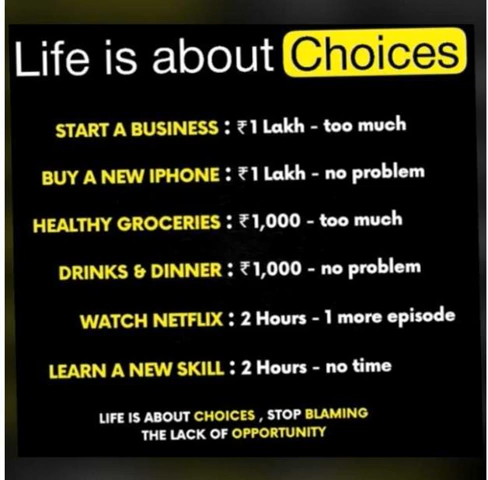 Life is about Choices
START A BUSINESS : ₹1 Lakh - too much
BUY A NEW IPHONE : ₹1 Lakh - no problem
HEALTHY GROCERIES : ₹1,000 - too much
DRINKS & DINNER : ₹1,000 - no problem
WATCH NETFLIX : 2 Hours - 1 more episode
LEARN A NEW SKILL : 2 Hours - no time
LIFE IS ABOUT CHOICES , STOP BLAMING
THE LACK OF OPPORTUNITY